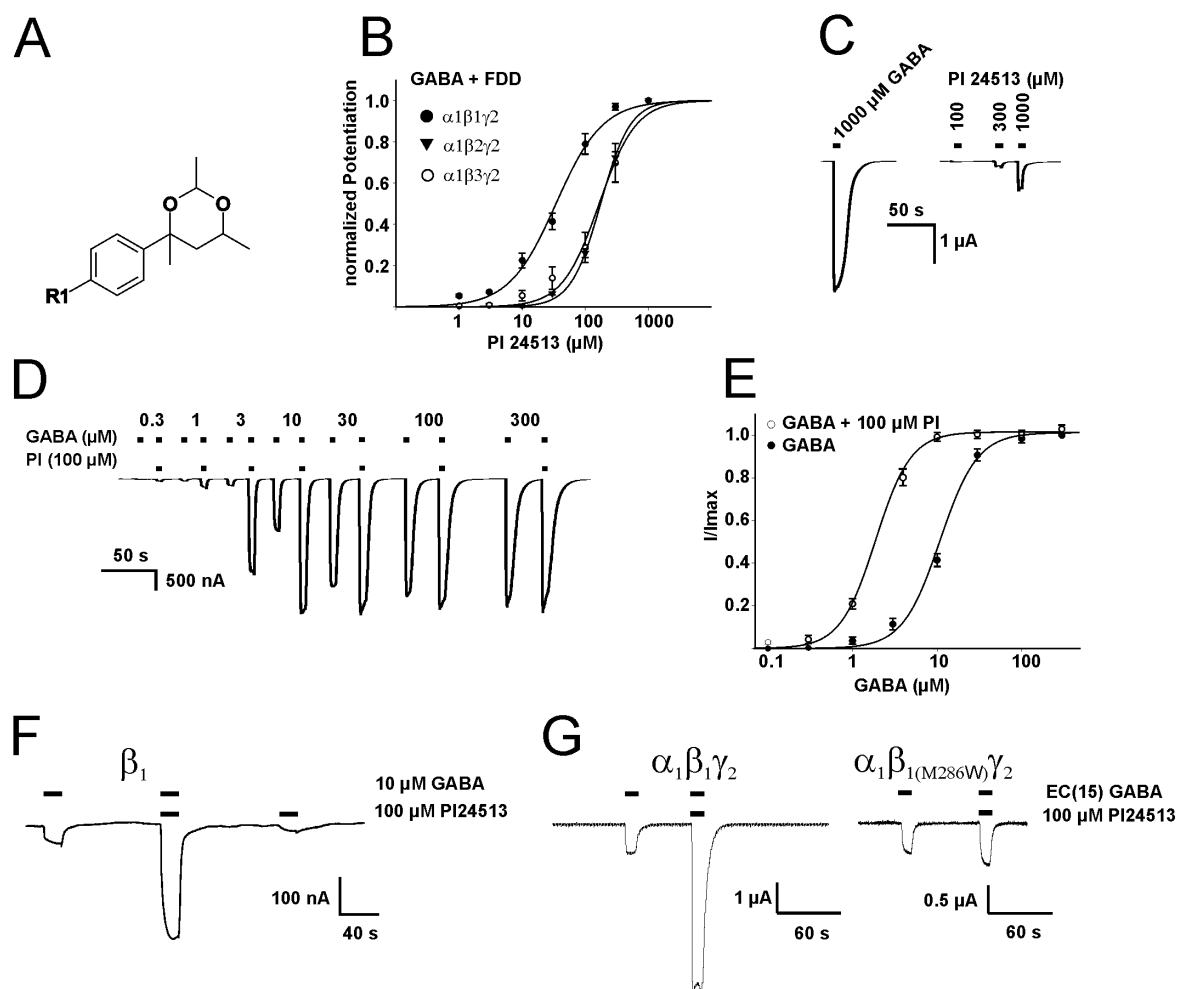 A
O O
R1
B
GABA + FDD
α1β1γ2
α1β2γ2
α1β3γ2
normalized Potentiation
1.0
0.8
0.6
0.4
0.2
1 10 100 1000
PI 24513 (µM)
C
1000 µM GABA
PI 24513 (µM)
100 300 1000
50 s
1 µA
D
0.3 1 3 10 30 100 300
GABA (µM)
PI (100 µM)
50 s
500 nA
E
GABA + 100 µM PI
GABA
I/Imax
1.0
0.8
0.6
0.4
0.2
0.1 1 10 100
GABA (µM)
F
β1
10 µM GABA
100 µM PI24513
100 nA
40 s
G
α1β1γ2
α1β1(M286W)γ2
EC(15) GABA
100 µM PI24513
1 µA
60 s
0.5 µA
60 s